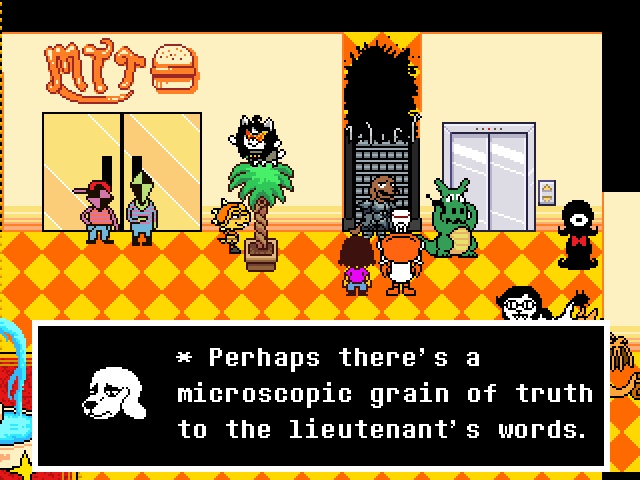 MTT
* Perhaps there's a
microscopic grain of truth
to the lieutenant's words.